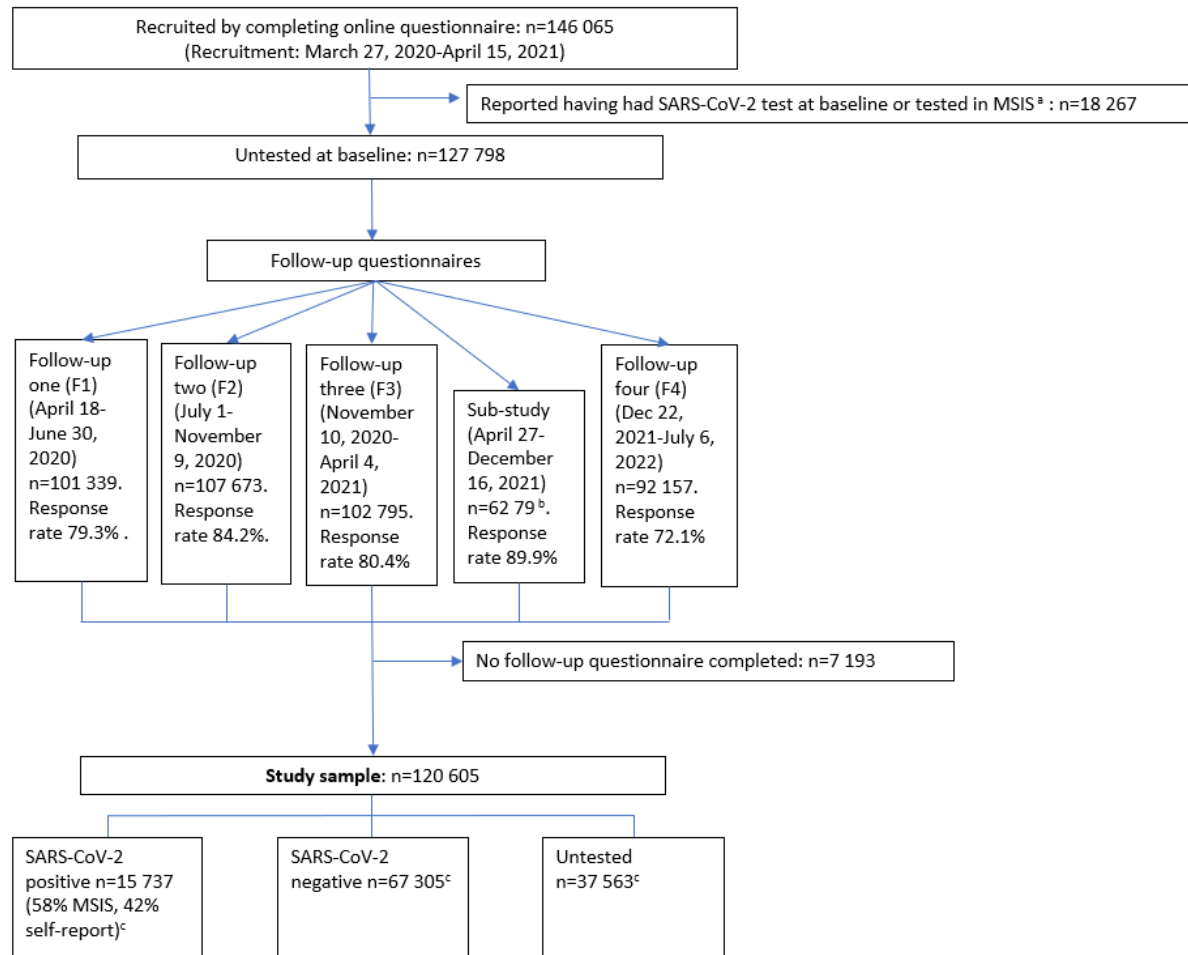 Recruited by completing online questionnaire: n=146 065
(Recruitment: March 27, 2020-April 15, 2021)
Reported having had SARS-CoV-2 test at baseline or tested in MSIS ᵃ : n=18 267
Untested at baseline: n=127 798
Follow-up questionnaires
Follow-up
one (F1)
(April 18-
June 30,
2020)
n=101 339.
Response
rate 79.3% .
Follow-up
two (F2)
(July 1-
November
9, 2020)
n=107 673.
Response
rate 84.2%.
Follow-up
three (F3)
(November
10, 2020-
April 4,
2021)
n=102 795.
Response
rate 80.4%
Sub-study
(April 27-
December
16, 2021)
n=62 79 ᵇ.
Response
rate 89.9%
Follow-up
four (F4)
(Dec 22,
2021-July 6,
2022)
n=92 157.
Response
rate 72.1%
No follow-up questionnaire completed: n=7 193
Study sample: n=120 605
SARS-CoV-2
positive n=15 737
(58% MSIS, 42%
self-report)ᶜ
SARS-CoV-2
negative n=67 305ᶜ
Untested
n=37 563ᶜ